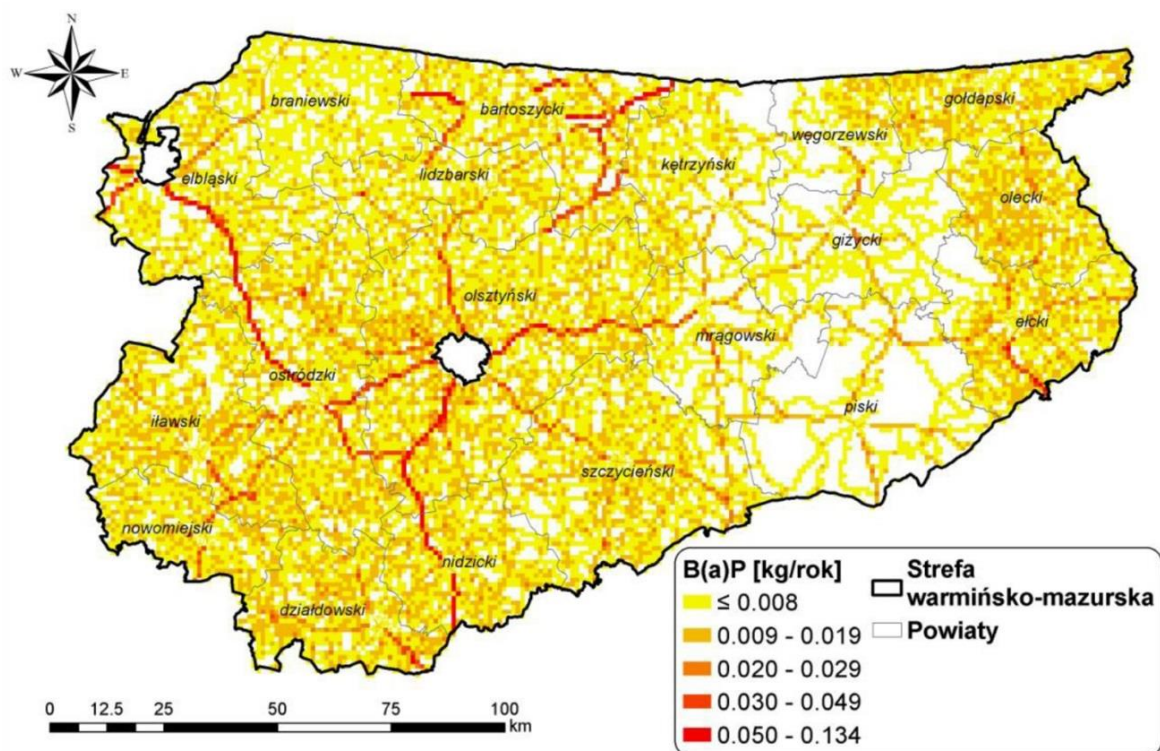 N
W E
S
braniewski
bartoszycki
gołdapski
węgorzewski
kętrzyński
elbląski
lidzbarski
olecki
giżycki
olsztyński
mrągowski
ełcki
ostródzki
iławski
piski
szczycieński
nowomiejski
nidzicki
działdowski
B(a)P [kg/rok]
≤ 0.008
0.009 - 0.019
0.020 - 0.029
0.030 - 0.049
0.050 - 0.134
Strefa
warmińsko-mazurska
Powiaty
0 12.5 25 50 100
km